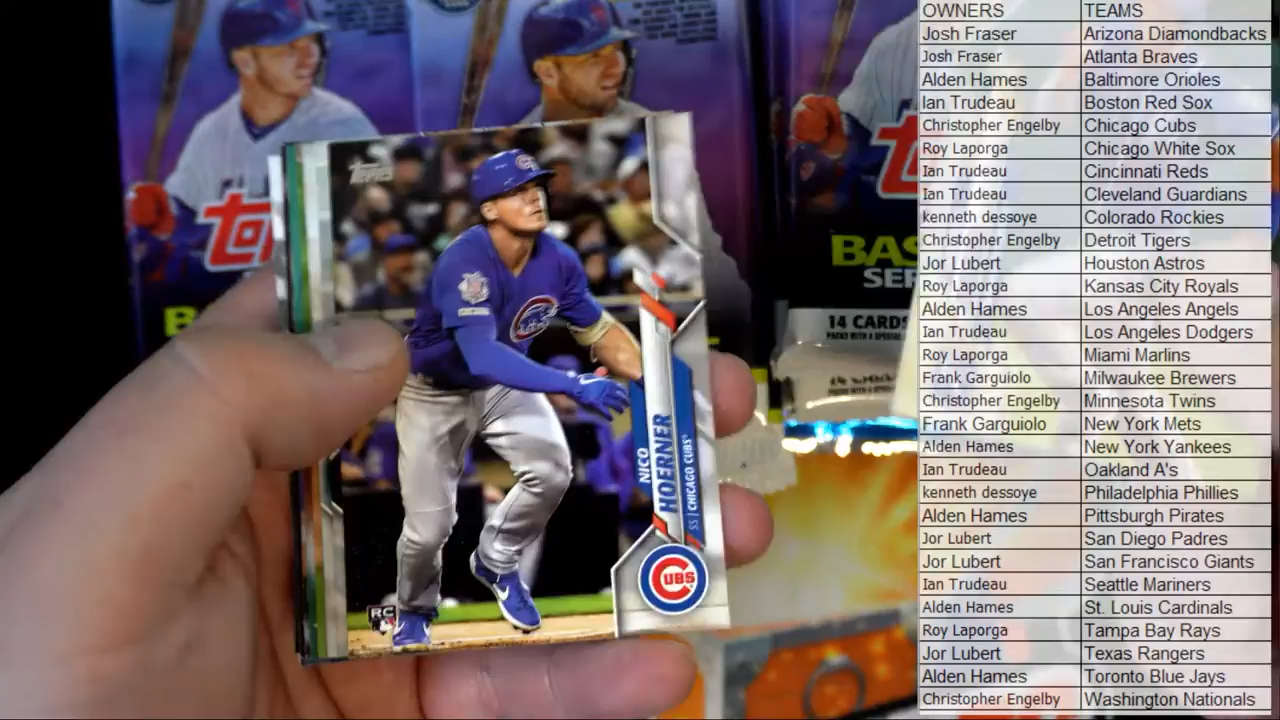 Topps
NICO
HOERNER
SS | CHICAGO CUBS
CUBS
RC
14 CARDS
OWNERS TEAMS
Josh Fraser Arizona Diamondbacks
Josh Fraser Atlanta Braves
Alden Hames Baltimore Orioles
Ian Trudeau Boston Red Sox
Christopher Engelby Chicago Cubs
Roy Laporga Chicago White Sox
Ian Trudeau Cincinnati Reds
Ian Trudeau Cleveland Guardians
kenneth dessoye Colorado Rockies
Christopher Engelby Detroit Tigers
Jor Lubert Houston Astros
Roy Laporga Kansas City Royals
Alden Hames Los Angeles Angels
Ian Trudeau Los Angeles Dodgers
Roy Laporga Miami Marlins
Frank Garguiolo Milwaukee Brewers
Christopher Engelby Minnesota Twins
Frank Garguiolo New York Mets
Alden Hames New York Yankees
Ian Trudeau Oakland A's
kenneth dessoye Philadelphia Phillies
Alden Hames Pittsburgh Pirates
Jor Lubert San Diego Padres
Jor Lubert San Francisco Giants
Ian Trudeau Seattle Mariners
Alden Hames St. Louis Cardinals
Roy Laporga Tampa Bay Rays
Jor Lubert Texas Rangers
Alden Hames Toronto Blue Jays
Christopher Engelby Washington Nationals